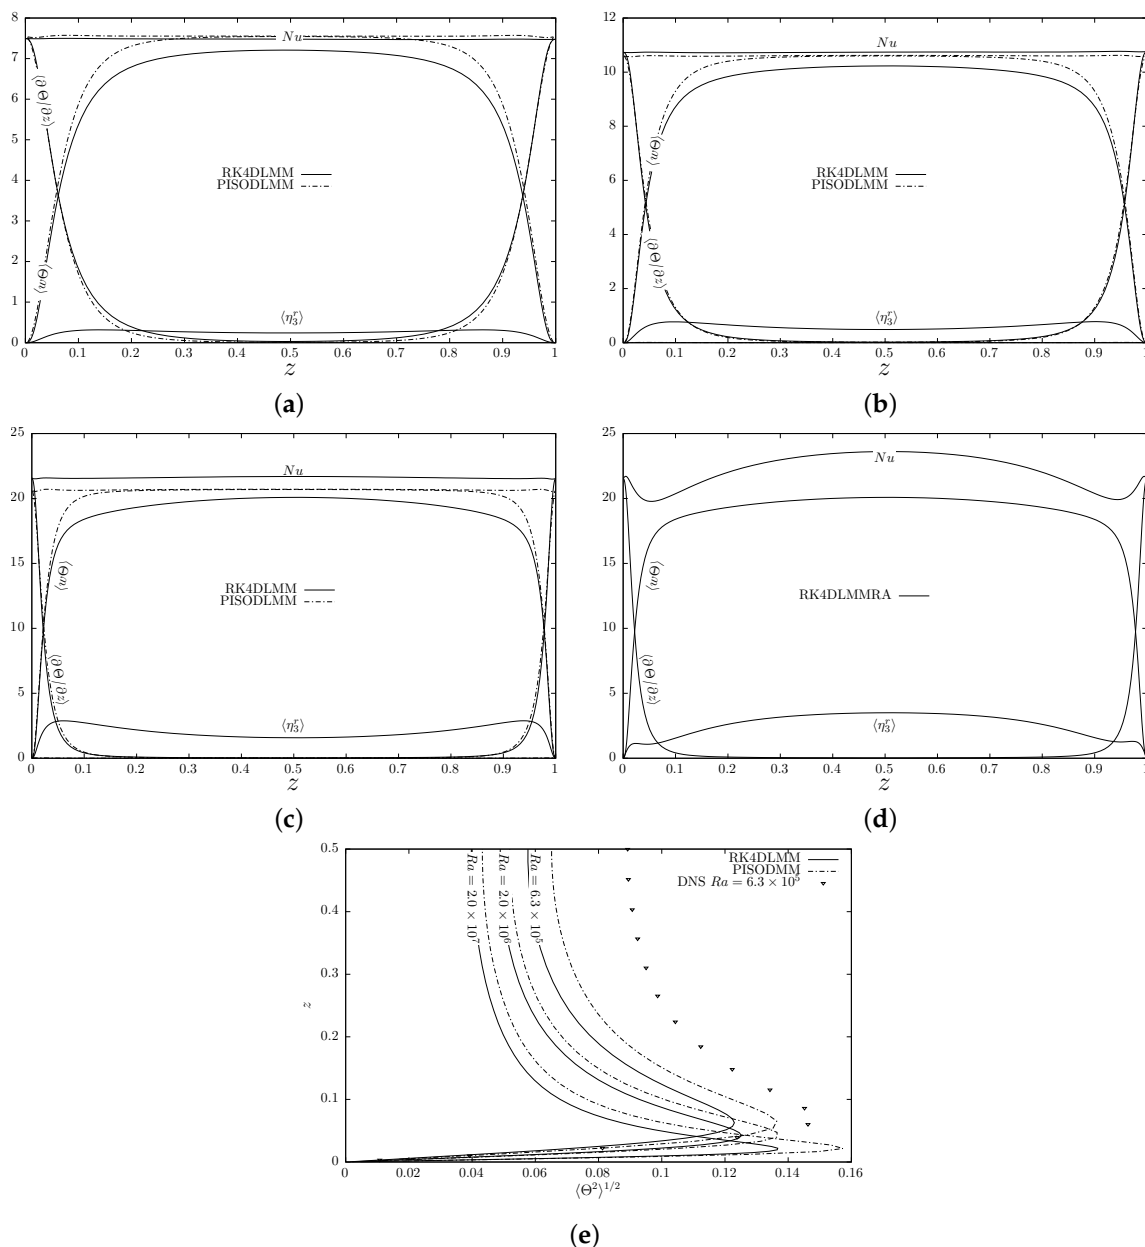 8
7
6
5
4
3
2
1
0
0 0.1 0.2 0.3 0.4 0.5 0.6 0.7 0.8 0.9 1
Nu
⟨∂Θ/∂z⟩
RK4DLMM
PISODLMM
⟨Θw⟩
⟨η₃ʳ⟩
z
(a)
12
10
8
6
4
2
0
0 0.1 0.2 0.3 0.4 0.5 0.6 0.7 0.8 0.9 1
Nu
⟨Θw⟩
RK4DLMM
PISODLMM
⟨∂Θ/∂z⟩
⟨η₃ʳ⟩
z
(b)
25
20
15
10
5
0
0 0.1 0.2 0.3 0.4 0.5 0.6 0.7 0.8 0.9 1
Nu
⟨Θw⟩
RK4DLMM
PISODLMM
⟨∂Θ/∂z⟩
⟨η₃ʳ⟩
z
(c)
25
20
15
10
5
0
0 0.1 0.2 0.3 0.4 0.5 0.6 0.7 0.8 0.9 1
Nu
⟨Θw⟩
RK4DLMMRA
⟨∂Θ/∂z⟩
⟨η₃ʳ⟩
z
(d)
0.5
0.4
0.3
0.2
0.1
0
0 0.02 0.04 0.06 0.08 0.1 0.12 0.14 0.16
z
Ra = 2.0 × 10⁷
Ra = 2.0 × 10⁶
Ra = 6.3 × 10⁵
RK4DLMM
PISODMM
DNS Ra = 6.3 × 10⁵
⟨Θ²⟩¹ᐟ²
(e)